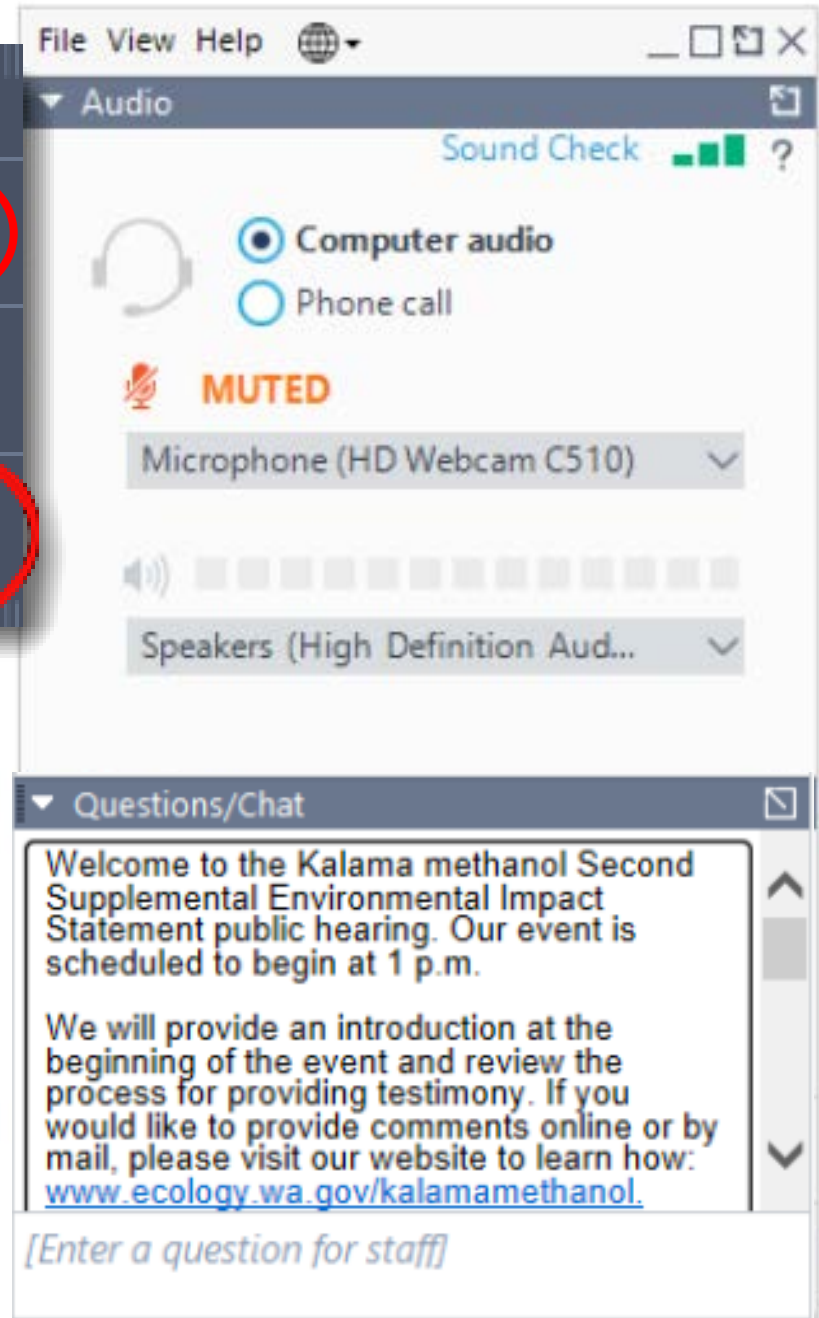 File View Help
Audio
Sound Check ?
Computer audio
Phone call
MUTED
Microphone (HD Webcam C510)
Speakers (High Definition Aud...
Questions/Chat
Welcome to the Kalama methanol Second
Supplemental Environmental Impact
Statement public hearing. Our event is
scheduled to begin at 1 p.m.
We will provide an introduction at the
beginning of the event and review the
process for providing testimony. If you
would like to provide comments online or by
mail, please visit our website to learn how:
www.ecology.wa.gov/kalamamethanol.
[Enter a question for staff]